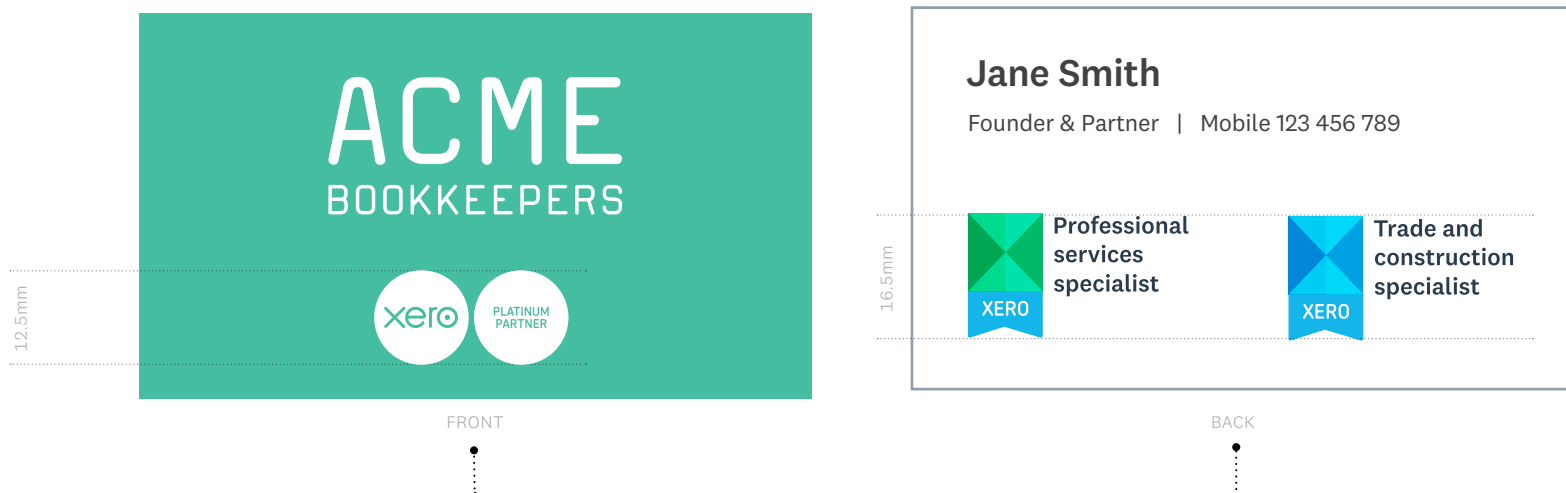 ACME
BOOKKEEPERS
12.5mm
xero
PLATINUM
PARTNER
FRONT
Jane Smith
Founder & Partner | Mobile 123 456 789
16.5mm
Professional
services
specialist
XERO
Trade and
construction
specialist
XERO
BACK